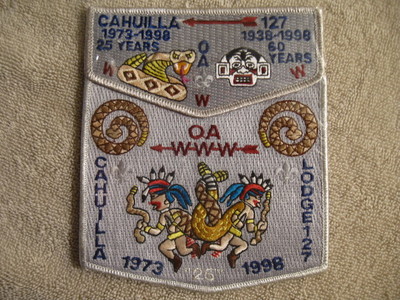 CAHUILLA 127
1973-1998 OA 1938-1998
25 YEARS 60 YEARS
W W W
OA
W-W-W
CAHUILLA LODGE 127
1973 "25" 1998